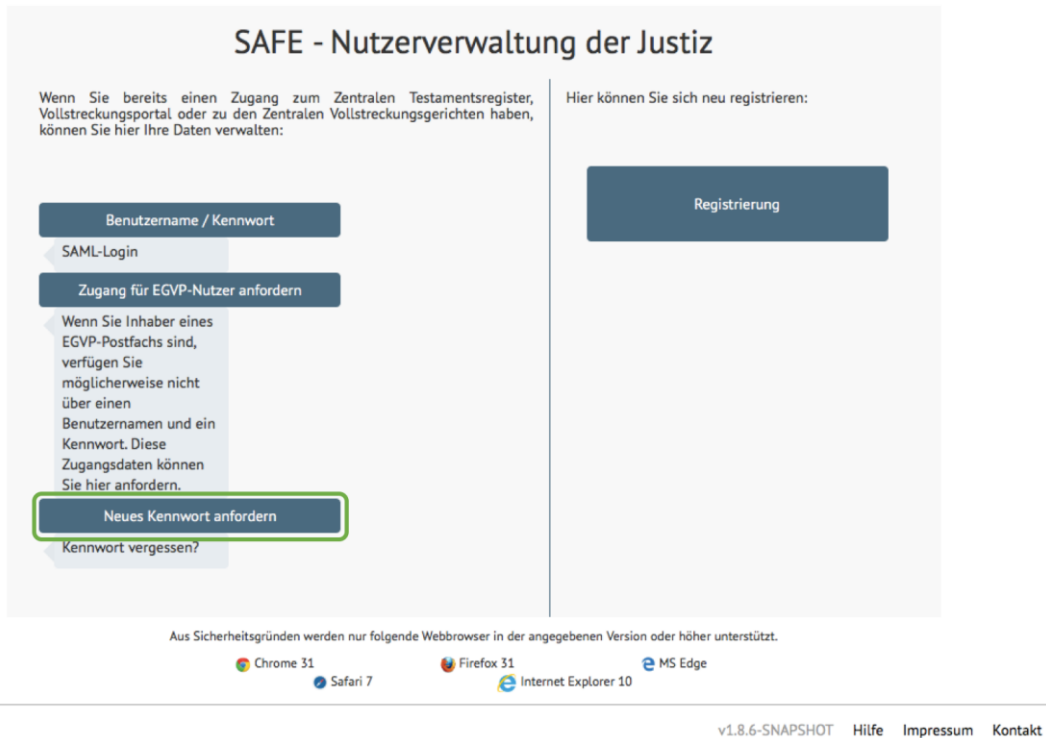 SAFE - Nutzerverwaltung der Justiz
Wenn Sie bereits einen Zugang zum Zentralen Testamentsregister,
Vollstreckungsportal oder zu den Zentralen Vollstreckungsgerichten haben,
können Sie hier Ihre Daten verwalten:
Benutzername / Kennwort
SAML-Login
Zugang für EGVP-Nutzer anfordern
Wenn Sie Inhaber eines
EGVP-Postfachs sind,
verfügen Sie
möglicherweise nicht
über einen
Benutzernamen und ein
Kennwort. Diese
Zugangsdaten können
Sie hier anfordern.
Neues Kennwort anfordern
Kennwort vergessen?
Hier können Sie sich neu registrieren:
Registrierung
Aus Sicherheitsgründen werden nur folgende Webbrowser in der angegebenen Version oder höher unterstützt.
Chrome 31 Firefox 31 MS Edge
Safari 7 Internet Explorer 10
v1.8.6-SNAPSHOT Hilfe Impressum Kontakt